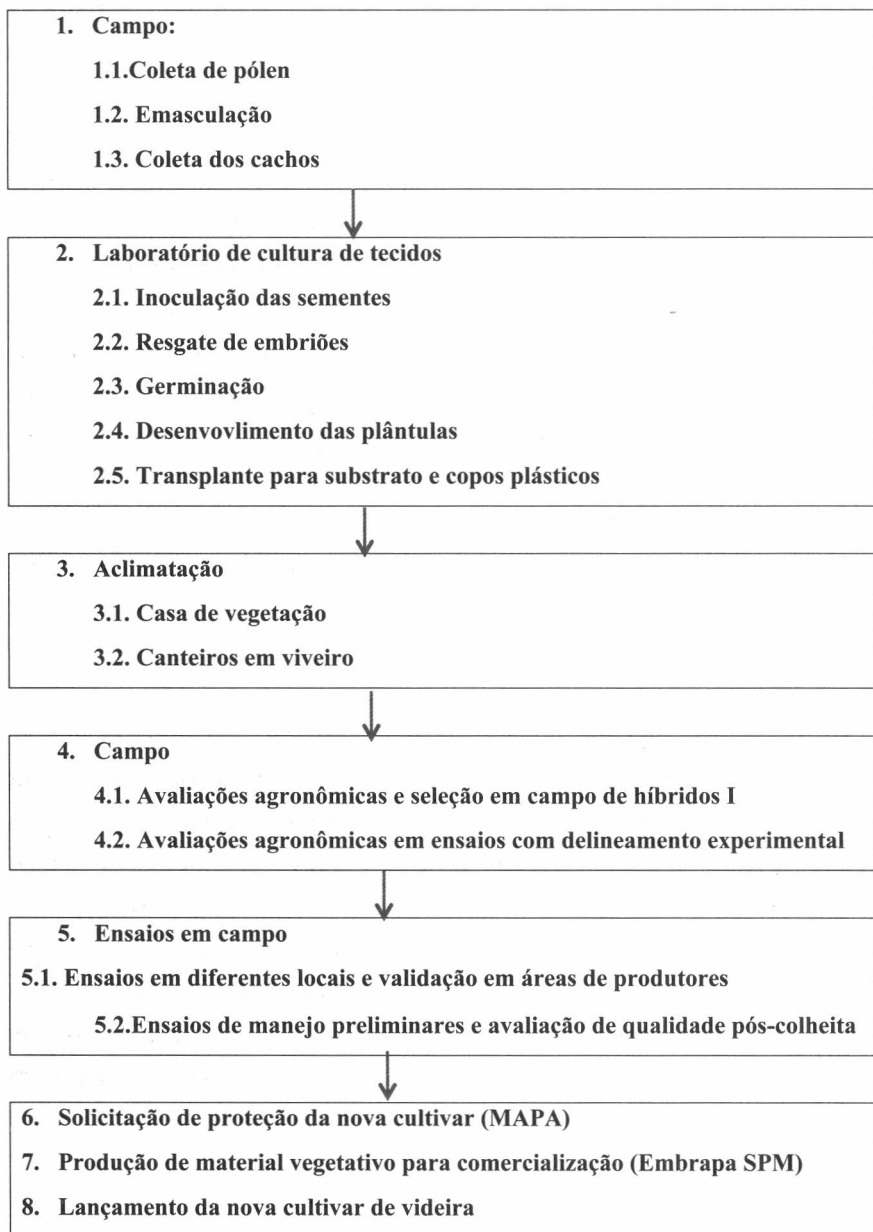 1. Campo:
1.1.Coleta de pólen
1.2. Emasculação
1.3. Coleta dos cachos
2. Laboratório de cultura de tecidos
2.1. Inoculação das sementes
2.2. Resgate de embriões
2.3. Germinação
2.4. Desenvovlimento das plântulas
2.5. Transplante para substrato e copos plásticos
3. Aclimatação
3.1. Casa de vegetação
3.2. Canteiros em viveiro
4. Campo
4.1. Avaliações agronômicas e seleção em campo de híbridos I
4.2. Avaliações agronômicas em ensaios com delineamento experimental
5. Ensaios em campo
5.1. Ensaios em diferentes locais e validação em áreas de produtores
5.2.Ensaios de manejo preliminares e avaliação de qualidade pós-colheita
6. Solicitação de proteção da nova cultivar (MAPA)
7. Produção de material vegetativo para comercialização (Embrapa SPM)
8. Lançamento da nova cultivar de videira